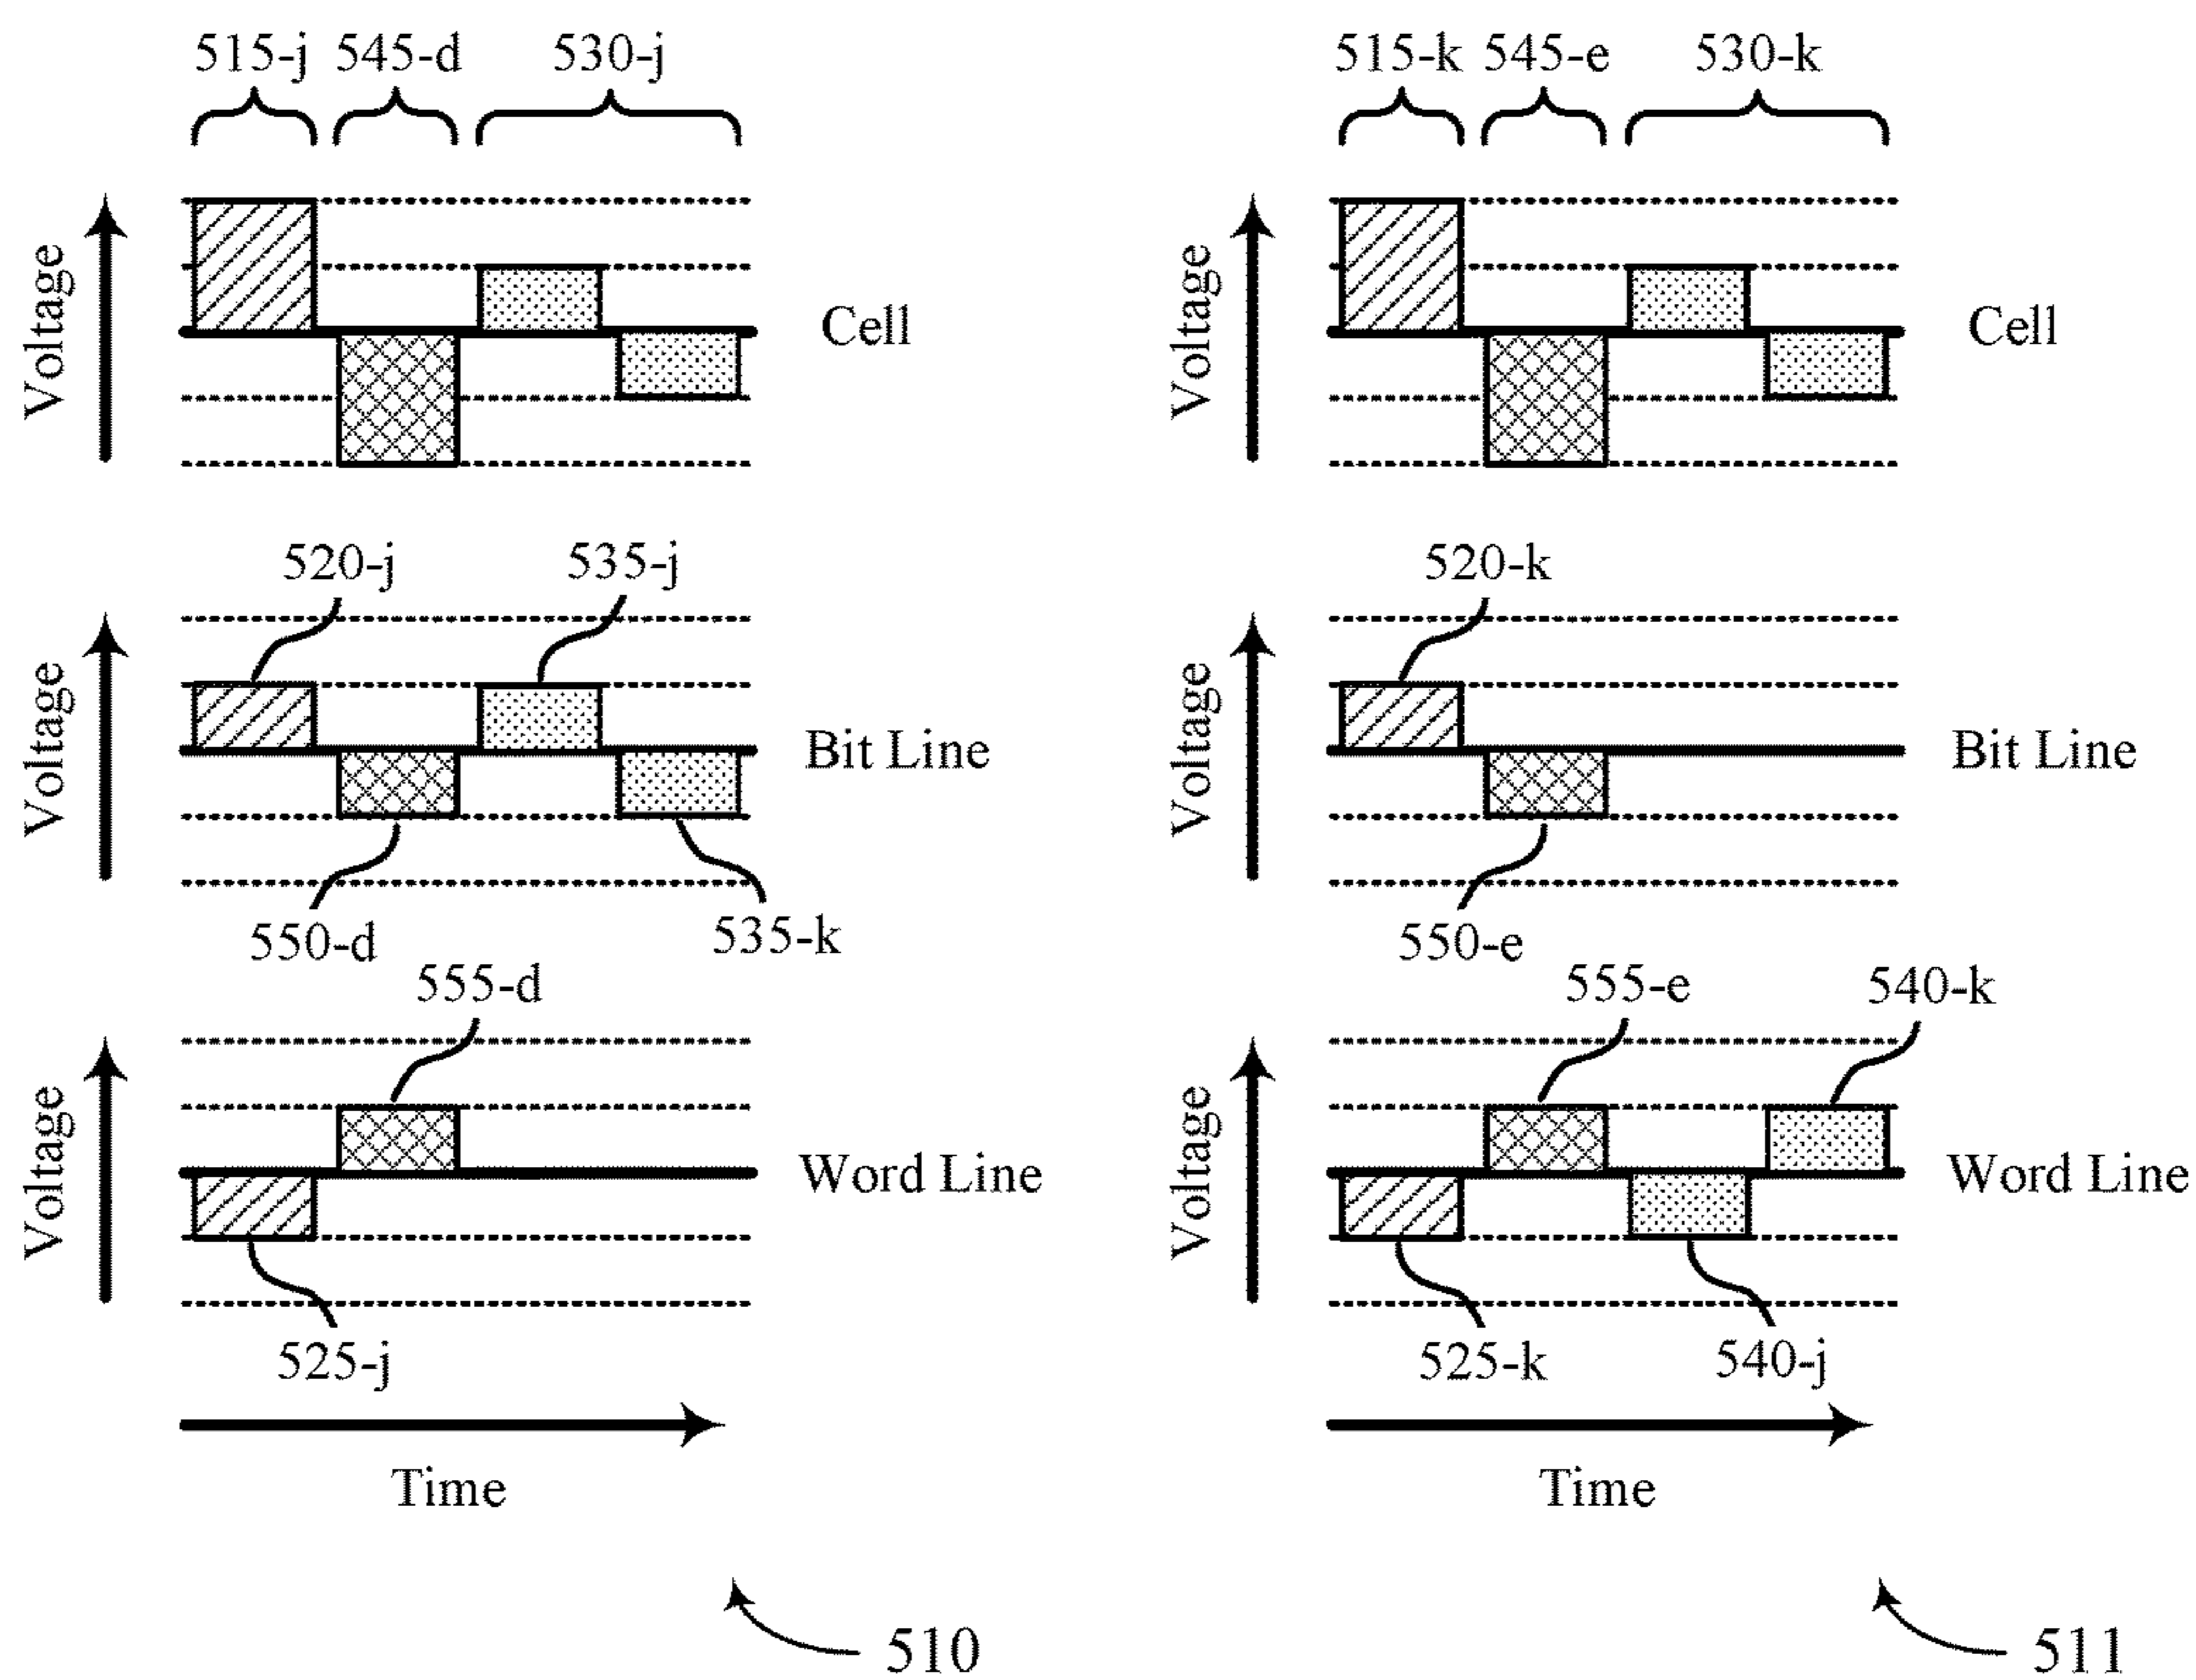 515-j 545-d 530-j
Voltage
Cell
520-j 535-j
Voltage
Bit Line
550-d 535-k
555-d
Voltage
Word Line
525-j
Time
510
515-k 545-e 530-k
Voltage
Cell
520-k
Voltage
Bit Line
550-e
555-e 540-k
Voltage
Word Line
525-k 540-j
Time
511